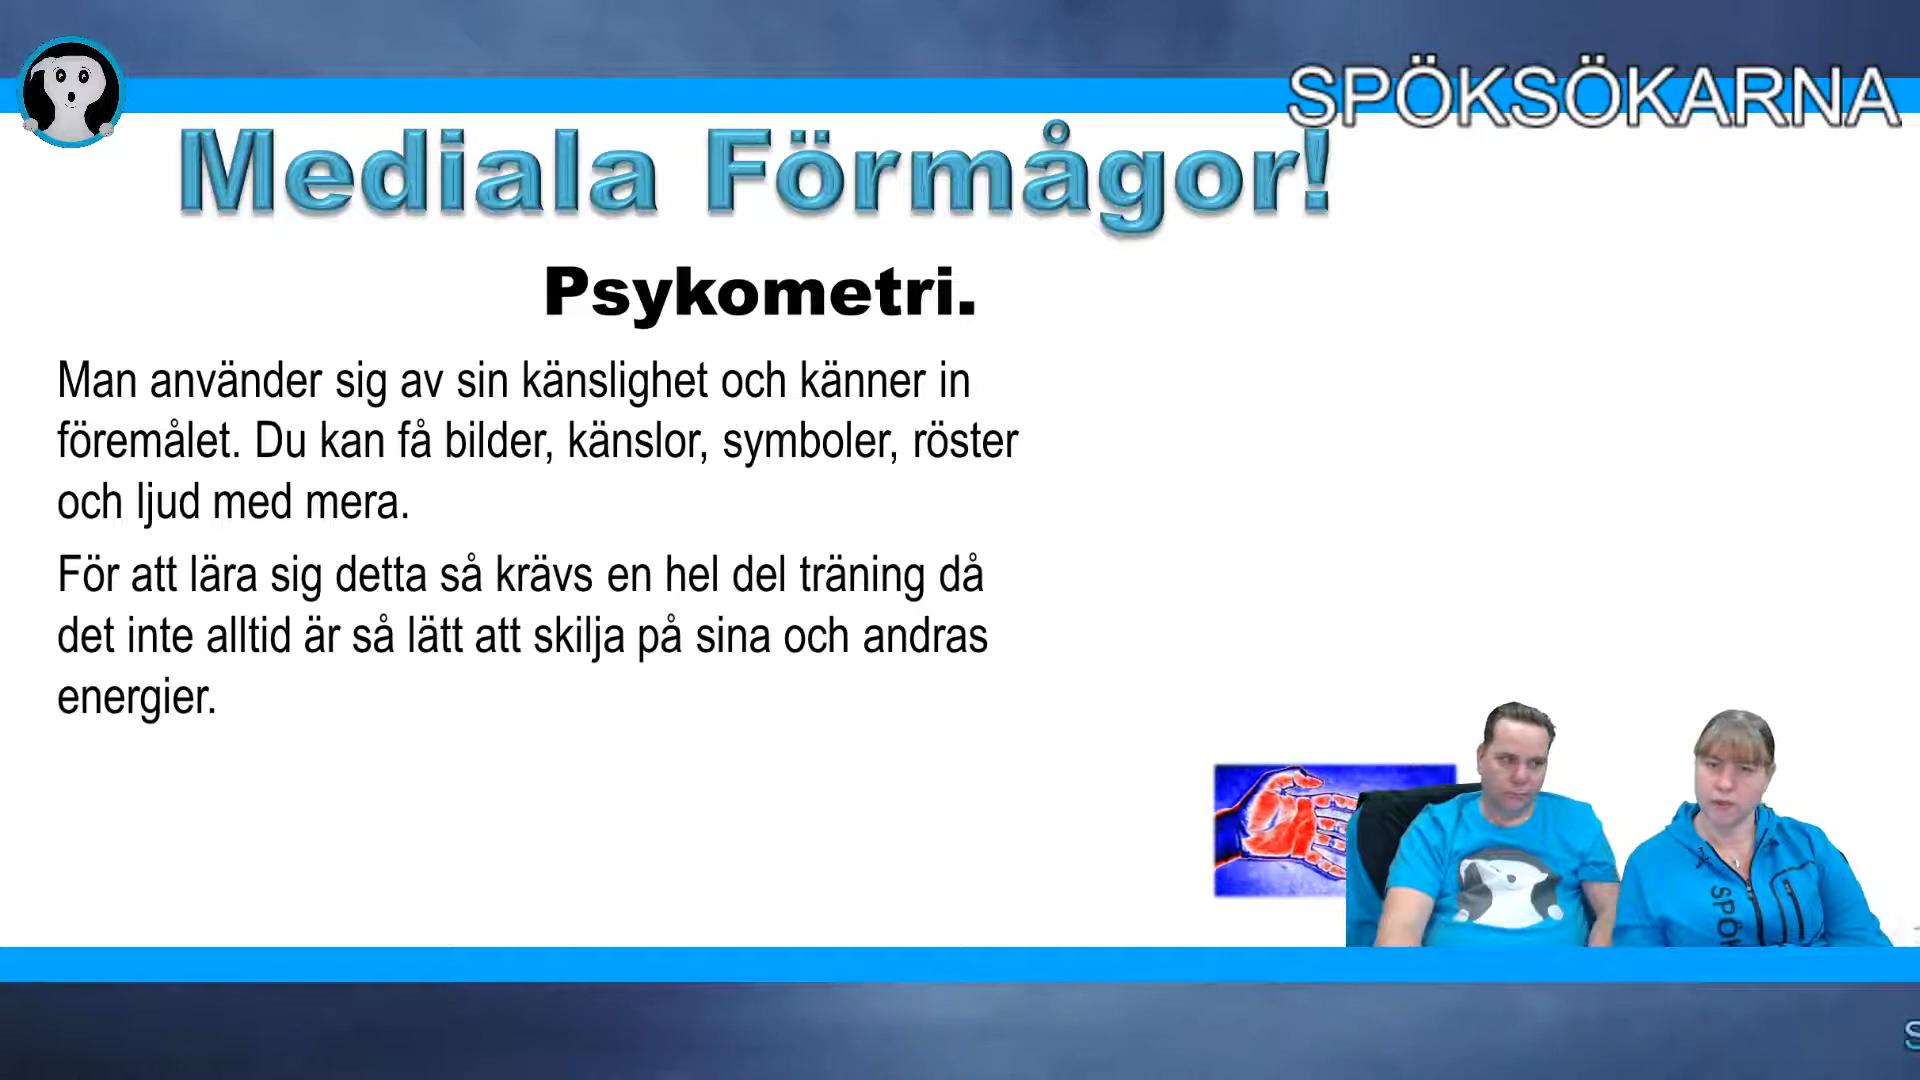 SPÖKSÖKARNA
Mediala Förmågor!
Psykometri.
Man använder sig av sin känslighet och känner in
föremålet. Du kan få bilder, känslor, symboler, röster
och ljud med mera.
För att lära sig detta så krävs en hel del träning då
det inte alltid är så lätt att skilja på sina och andras
energier.